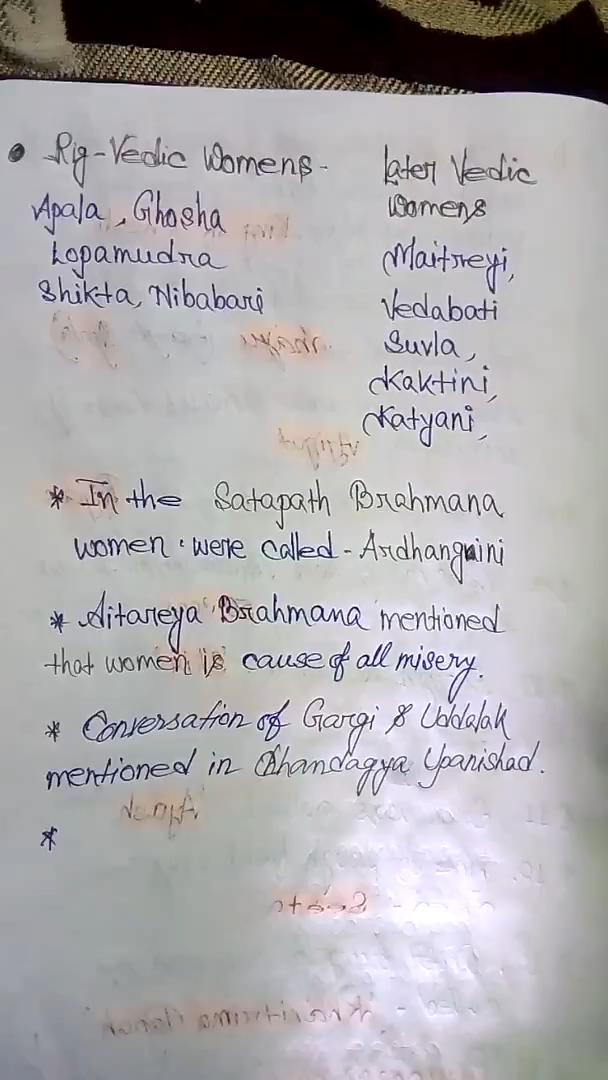 • Rig-Vedic Womens-
Apala, Ghosha
Lopamudra
Shikta, Nibabari
Later Vedic
Womens
Maitreyi,
Vedabati
Suvla,
Kaktini,
Katyani,
* In the Satapath Brahmana
women were called - Ardhangini
* Aitareya Brahmana mentioned
that women is cause of all misery.
* Conversation of Gargi & Uddalak
mentioned in Chandagya Upanishad.
*